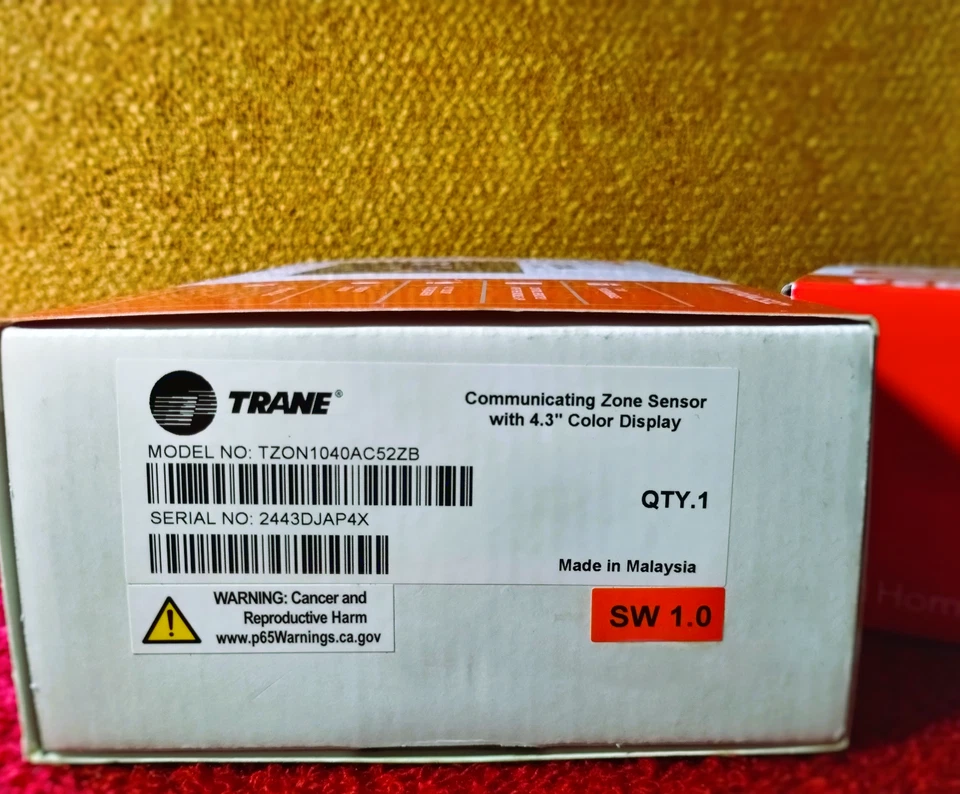 TRANE®
Communicating Zone Sensor
with 4.3" Color Display
MODEL NO: TZON1040AC52ZB
QTY.1
SERIAL NO: 2443DJAP4X
Made in Malaysia
WARNING: Cancer and
Reproductive Harm
www.p65Warnings.ca.gov
SW 1.0